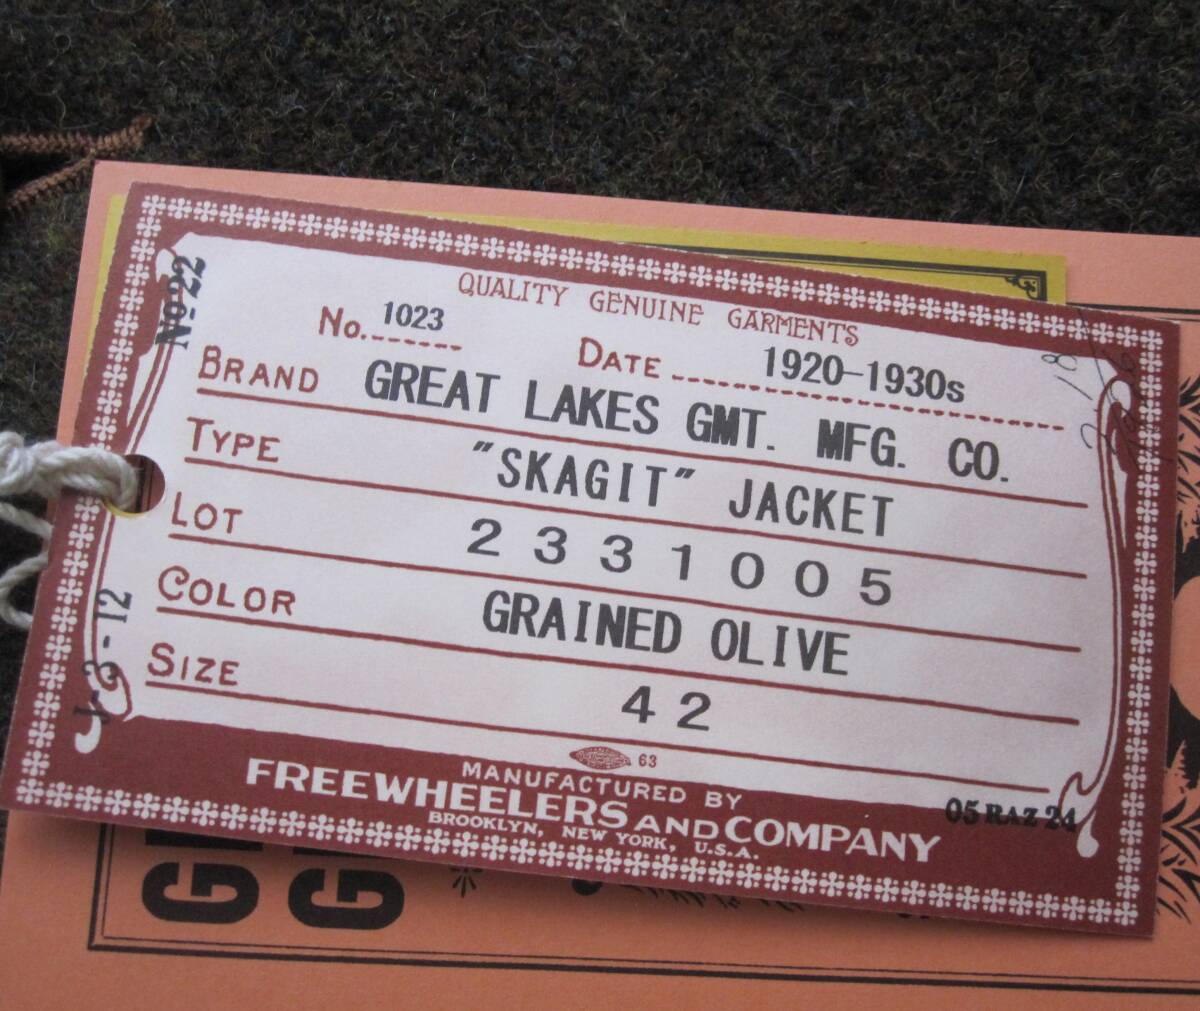 QUALITY GENUINE GARMENTS
No. 1023
DATE 1920-1930s
BRAND GREAT LAKES GMT. MFG. CO.
TYPE "SKAGIT" JACKET
LOT 2331005
COLOR GRAINED OLIVE
SIZE 42
63
MANUFACTURED BY
FREEWHEELERS AND COMPANY
BROOKLYN, NEW YORK, U.S.A.
05 RAZ 24
No 22
J-3-12